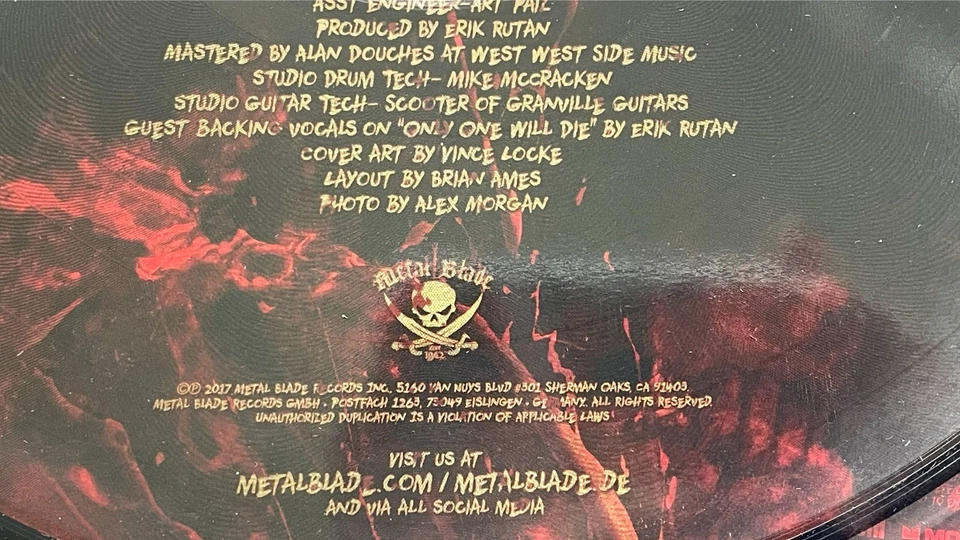 ASST ENGINEER-ART PAIZ
PRODUCED BY ERIK RUTAN
MASTERED BY ALAN DOUCHES AT WEST WEST SIDE MUSIC
STUDIO DRUM TECH- MIKE MCCRACKEN
STUDIO GUITAR TECH- SCOOTER OF GRANVILLE GUITARS
GUEST BACKING VOCALS ON "ONLY ONE WILL DIE" BY ERIK RUTAN
COVER ART BY VINCE LOCKE
LAYOUT BY BRIAN AMES
PHOTO BY ALEX MORGAN
Metal Blade
1982
©℗ 2017 METAL BLADE RECORDS INC. 5160 VAN NUYS BLVD #301 SHERMAN OAKS, CA 91403.
METAL BLADE RECORDS GMBH • POSTFACH 1263, 73049 EISLINGEN • GERMANY. ALL RIGHTS RESERVED.
UNAUTHORIZED DUPLICATION IS A VIOLATION OF APPLICABLE LAWS
VISIT US AT
METALBLADE.COM / METALBLADE.DE
AND VIA ALL SOCIAL MEDIA